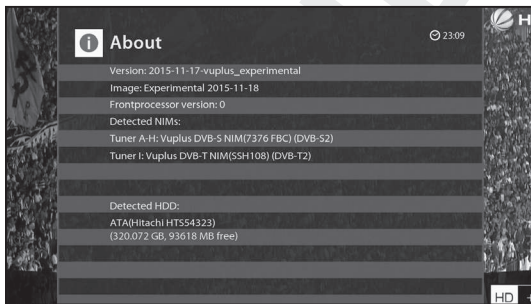 About
23:09
H
Version: 2015-11-17-vuplus_experimental
Image: Experimental 2015-11-18
Frontprocessor version: 0
Detected NIMs:
Tuner A-H: Vuplus DVB-S NIM(7376 FBC) (DVB-S2)
Tuner I: Vuplus DVB-T NIM(SSH108) (DVB-T2)
Detected HDD:
ATA(Hitachi HTS54323)
(320.072 GB, 93618 MB free)
HD